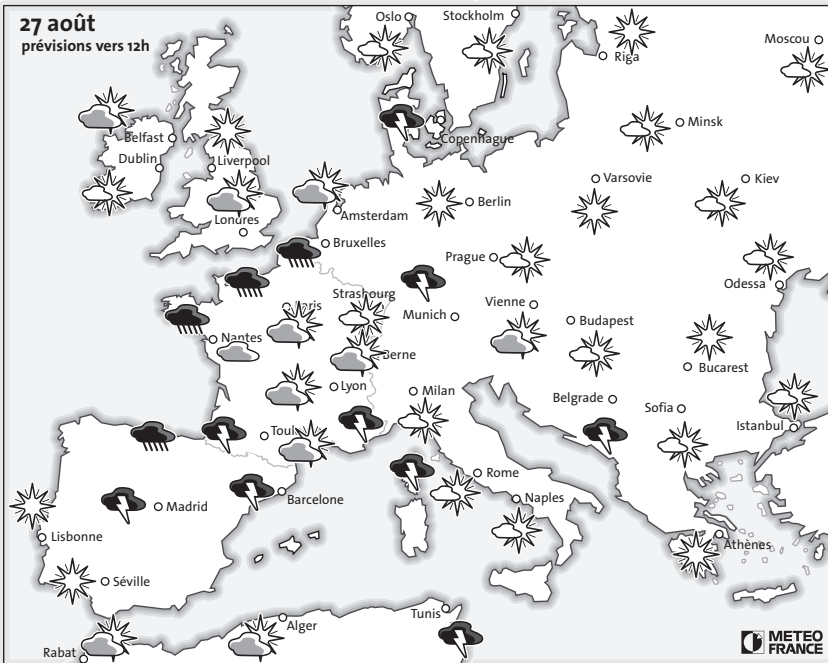 27 août
prévisions vers 12h
Oslo
Stockholm
Riga
Moscou
Minsk
Belfast
Copenhague
Dublin
Liverpool
Varsovie
Kiev
Berlin
Amsterdam
Londres
Bruxelles
Prague
Odessa
Strasbourg
Paris
Vienne
Munich
Budapest
Nantes
Berne
Bucarest
Lyon
Milan
Belgrade
Sofia
Istanbul
Toul
Rome
Barcelone
Naples
Madrid
Lisbonne
Athènes
Séville
Tunis
Alger
Rabat
METEO
FRANCE